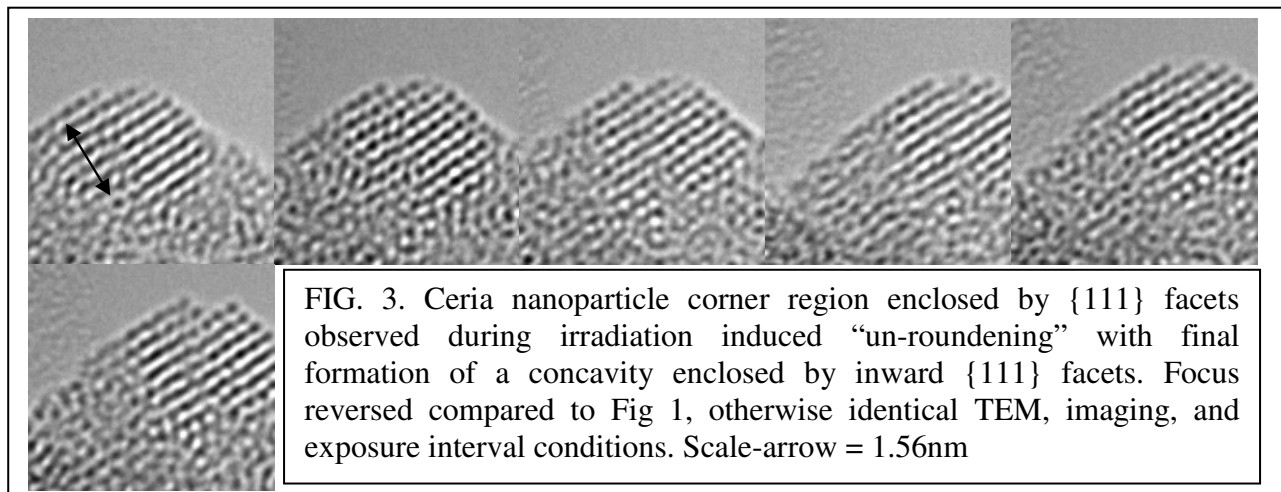 FIG. 3. Ceria nanoparticle corner region enclosed by {111} facets
observed during irradiation induced “un-roundening” with final
formation of a concavity enclosed by inward {111} facets. Focus
reversed compared to Fig 1, otherwise identical TEM, imaging, and
exposure interval conditions. Scale-arrow = 1.56nm